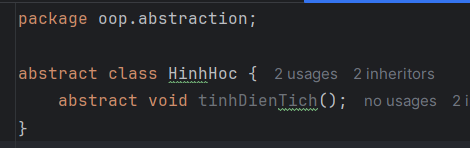 package oop.abstraction;
abstract class HinhHoc { 2 usages 2 inheritors
abstract void tinhDienTich(); no usages 2 i
}